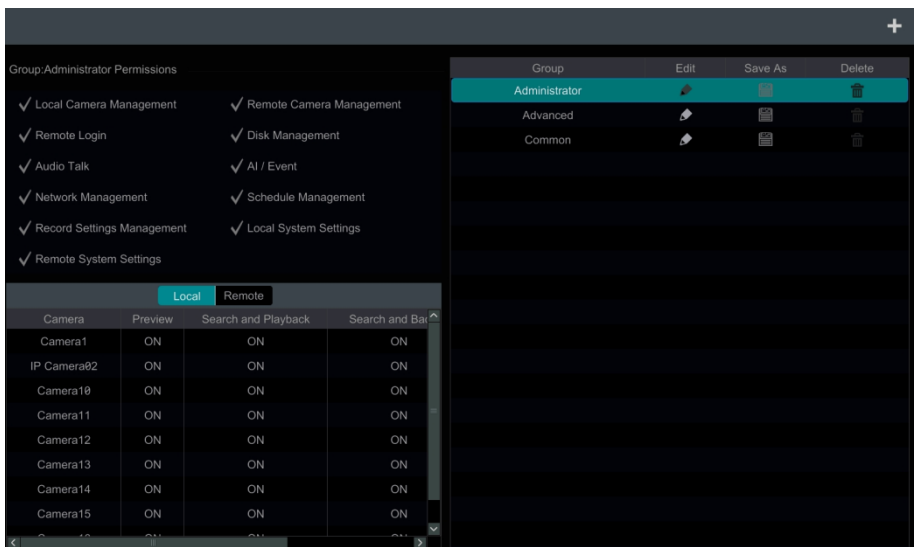 Group:Administrator Permissions
Local Camera Management Remote Camera Management
Remote Login Disk Management
Audio Talk AI / Event
Network Management Schedule Management
Record Settings Management Local System Settings
Remote System Settings
Local Remote
Camera Preview Search and Playback Search and Bac
Camera1 ON ON ON
IP Camera02 ON ON ON
Camera10 ON ON ON
Camera11 ON ON ON
Camera12 ON ON ON
Camera13 ON ON ON
Camera14 ON ON ON
Camera15 ON ON ON
Group Edit Save As Delete
Administrator
Advanced
Common